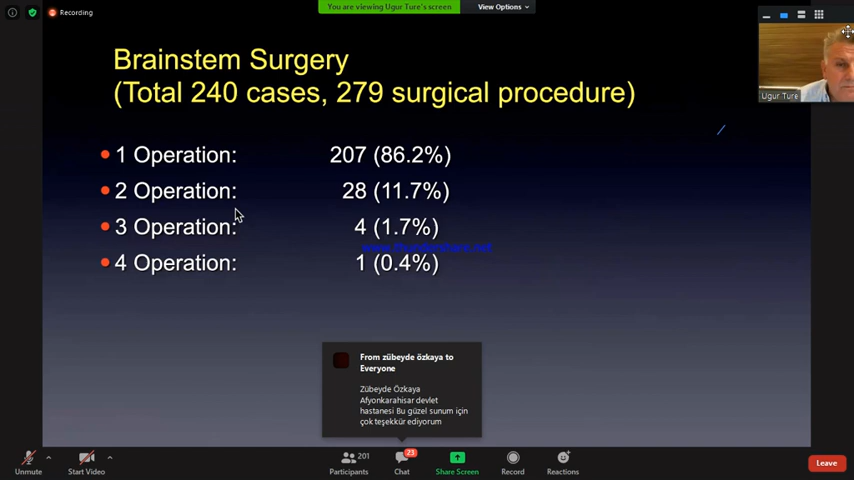 Recording
You are viewing Ugur Ture's screen
View Options
Brainstem Surgery
(Total 240 cases, 279 surgical procedure)
Ugur Ture
1 Operation: 207 (86.2%)
2 Operation: 28 (11.7%)
3 Operation: 4 (1.7%)
www.thundershare.net
4 Operation: 1 (0.4%)
From zübeyde özkaya to
Everyone
Zübeyde Özkaya
Afyonkarahisar devlet
hastanesi Bu güzel sunum için
çok teşekkür ediyorum
Unmute
Start Video
201
Participants
23
Chat
Share Screen
Record
Reactions
Leave